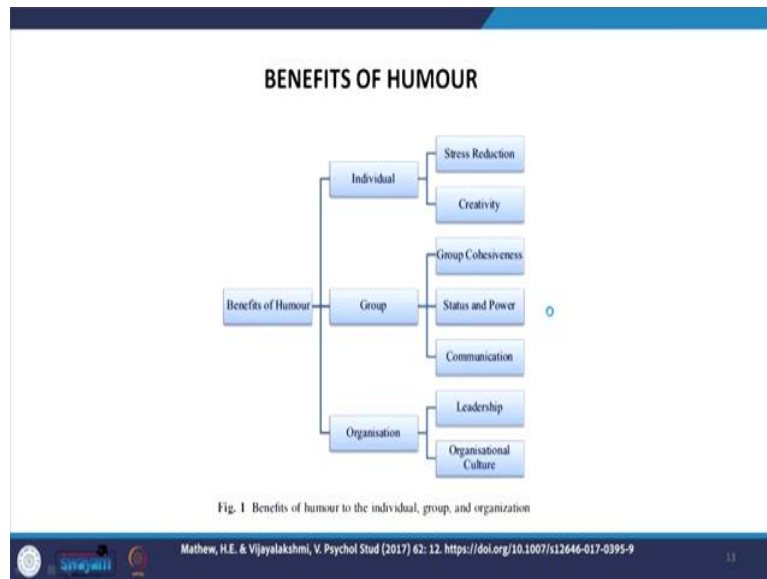 BENEFITS OF HUMOUR
Stress Reduction
Individual
Creativity
Group Cohesiveness
Benefits of Humour
Group
Status and Power
Communication
Leadership
Organisation
Organisational
Culture
Fig. 1 Benefits of humour to the individual, group, and organization
swayam
Mathew, H.E. & Vijayalakshmi, V. Psychol Stud (2017) 62: 12. https://doi.org/10.1007/s12646-017-0395-9
13